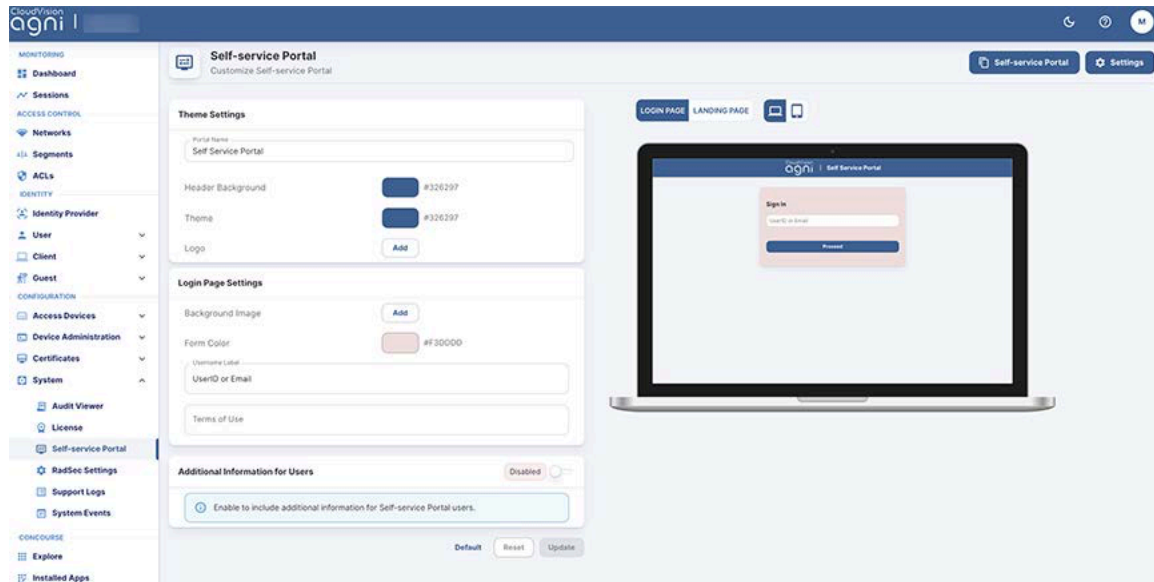 CloudVision
agni |
M
MONITORING
Dashboard
Sessions
ACCESS CONTROL
Networks
Segments
ACLs
IDENTITY
Identity Provider
User
Client
Guest
CONFIGURATION
Access Devices
Device Administration
Certificates
System
Audit Viewer
License
Self-service Portal
RadSec Settings
Support Logs
System Events
CONCOURSE
Explore
Installed Apps
Self-service Portal
Customize Self-service Portal
Self-service Portal
Settings
Theme Settings
Portal Name
Self Service Portal
Header Background
#326297
Theme
#326297
Logo
Add
Login Page Settings
Background Image
Add
Form Color
#F3DDDD
Username Label
UserID or Email
Terms of Use
Additional Information for Users
Disabled
Enable to include additional information for Self-service Portal users.
Default
Reset
Update
LOGIN PAGE
LANDING PAGE
CloudVision
agni | Self Service Portal
Sign In
UserID or Email
Proceed